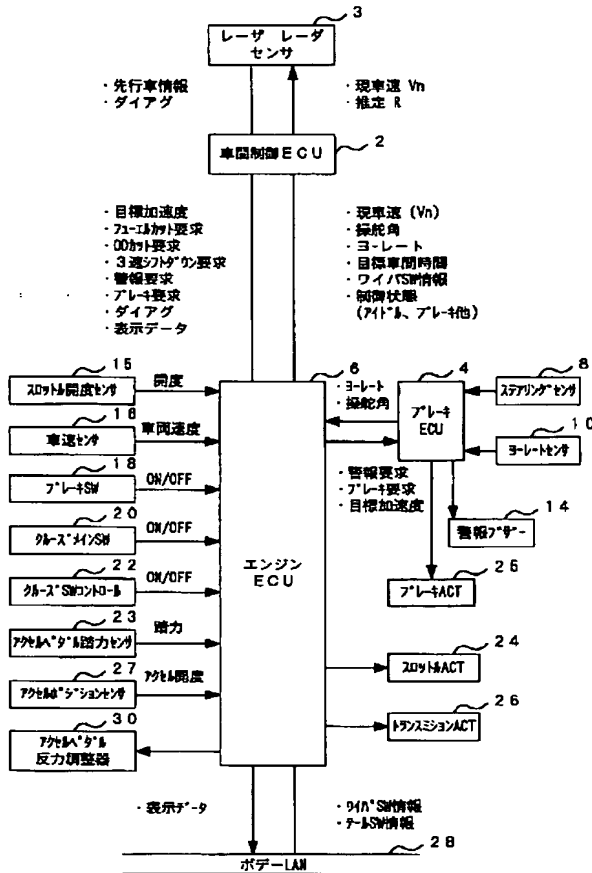 3
レーザ レーダ
センサ
・先行車情報
・ダイアグ
・現車速 Vn
・推定 R
2
車間制御ECU
・目標加速度
・フューエルカット要求
・ODカット要求
・3速シフトダウン要求
・警報要求
・ブレーキ要求
・ダイアグ
・表示データ
・現車速 (Vn)
・操舵角
・ヨーレート
・目標車間時間
・ワイパSW情報
・制御状態
(アイドル、ブレーキ他)
15
スロットル開度センサ
開度
16
車速センサ
車両速度
18
ブレーキSW
ON/OFF
20
クルーズメインSW
ON/OFF
22
クルーズSWコントロール
ON/OFF
23
アクセルペダル踏力センサ
踏力
27
アクセルポジションセンサ
アクセル開度
30
アクセルペダル
反力調整器
6
エンジン
ECU
・ヨーレート
・操舵角
4
ブレーキ
ECU
8
ステアリングセンサ
10
ヨーレートセンサ
・警報要求
・ブレーキ要求
・目標加速度
14
警報ブザー
25
ブレーキACT
24
スロットルACT
26
トランスミションACT
・表示データ
・ワイパSW情報
・テールSW情報
28
ボデーLAN